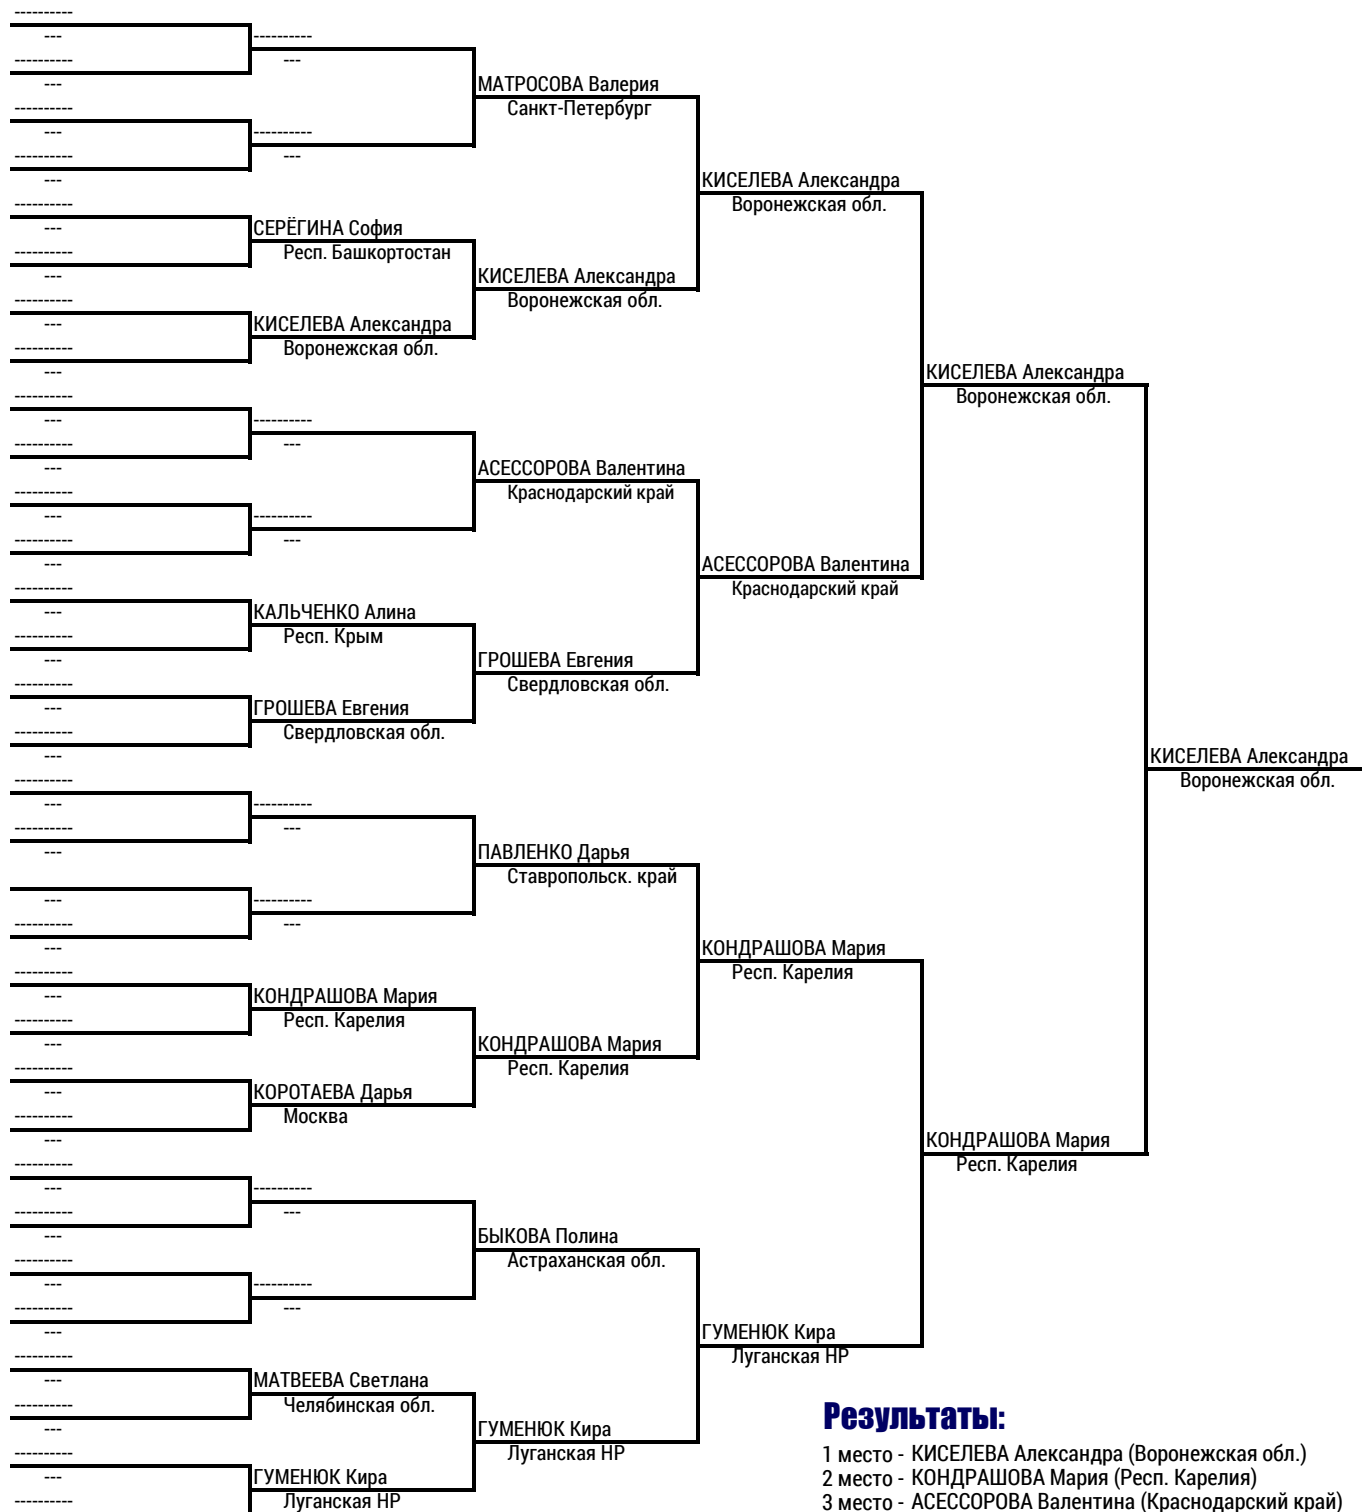 ----------
---
----------
---
----------
---
----------
---
----------
---
----------
---
----------
---
----------
---
----------
---
----------
---
----------
---
----------
---
----------
---
----------
---
----------
---
----------
---
----------
---
----------
---
---
----------
---
----------
---
----------
---
----------
---
----------
---
----------
---
----------
---
----------
---
----------
---
----------
---
----------
---
----------
---
----------
----------
---
----------
---
СЕРЁГИНА София
Респ. Башкортостан
КИСЕЛЕВА Александра
Воронежская обл.
----------
---
----------
---
КАЛЬЧЕНКО Алина
Респ. Крым
ГРОШЕВА Евгения
Свердловская обл.
----------
---
----------
---
КОНДРАШОВА Мария
Респ. Карелия
КОРОТАЕВА Дарья
Москва
----------
---
----------
---
МАТВЕЕВА Светлана
Челябинская обл.
ГУМЕНЮК Кира
Луганская НР
МАТРОСОВА Валерия
Санкт-Петербург
КИСЕЛЕВА Александра
Воронежская обл.
АСЕССОРОВА Валентина
Краснодарский край
ГРОШЕВА Евгения
Свердловская обл.
ПАВЛЕНКО Дарья
Ставропольск. край
КОНДРАШОВА Мария
Респ. Карелия
БЫКОВА Полина
Астраханская обл.
ГУМЕНЮК Кира
Луганская НР
КИСЕЛЕВА Александра
Воронежская обл.
АСЕССОРОВА Валентина
Краснодарский край
КОНДРАШОВА Мария
Респ. Карелия
ГУМЕНЮК Кира
Луганская НР
КИСЕЛЕВА Александра
Воронежская обл.
КОНДРАШОВА Мария
Респ. Карелия
КИСЕЛЕВА Александра
Воронежская обл.
Результаты:
1 место - КИСЕЛЕВА Александра (Воронежская обл.)
2 место - КОНДРАШОВА Мария (Респ. Карелия)
3 место - АСЕССОРОВА Валентина (Краснодарский край)